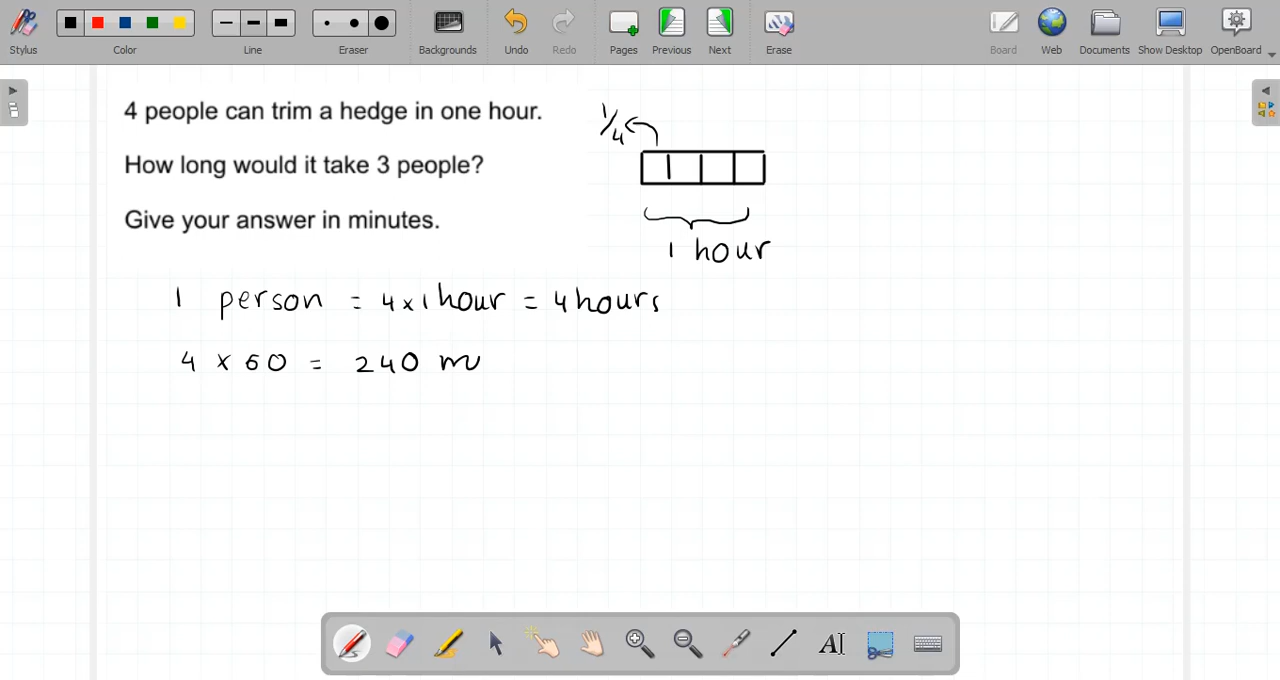 Stylus
Color
Line
Eraser
Backgrounds
Undo
Redo
Pages
Previous
Next
Erase
Board
Web
Documents
Show Desktop
OpenBoard
4 people can trim a hedge in one hour.
How long would it take 3 people?
Give your answer in minutes.
1/4
1 hour
1 person = 4 x 1 hour = 4 hours
4 x 60 = 240 m
AI